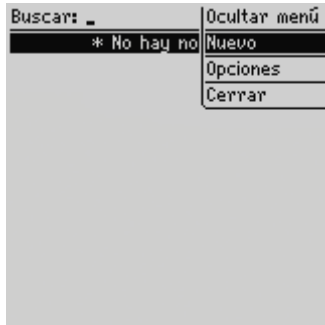 Buscar: _
Ocultar menú
* No hay no
Nuevo
Opciones
Cerrar